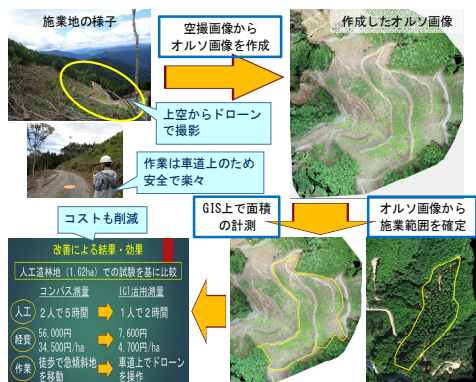 施業地の様子
空撮画像から
オルソ画像を作成
作成したオルソ画像
上空からドローン
で撮影
作業は車道上のため
安全で楽々
コストも削減
GIS上で面積
の計測
オルソ画像から
施業範囲を確定
改善による結果・効果
人工造林地（1.62ha）での試験を基に比較
コンパス測量 ICT活用測量
人工 2人で5時間 1人で2時間
経費 56,000円 7,600円
34,500円/ha 4,700円/ha
作業 徒歩で急傾斜地 車道上でドローン
を移動 を操作